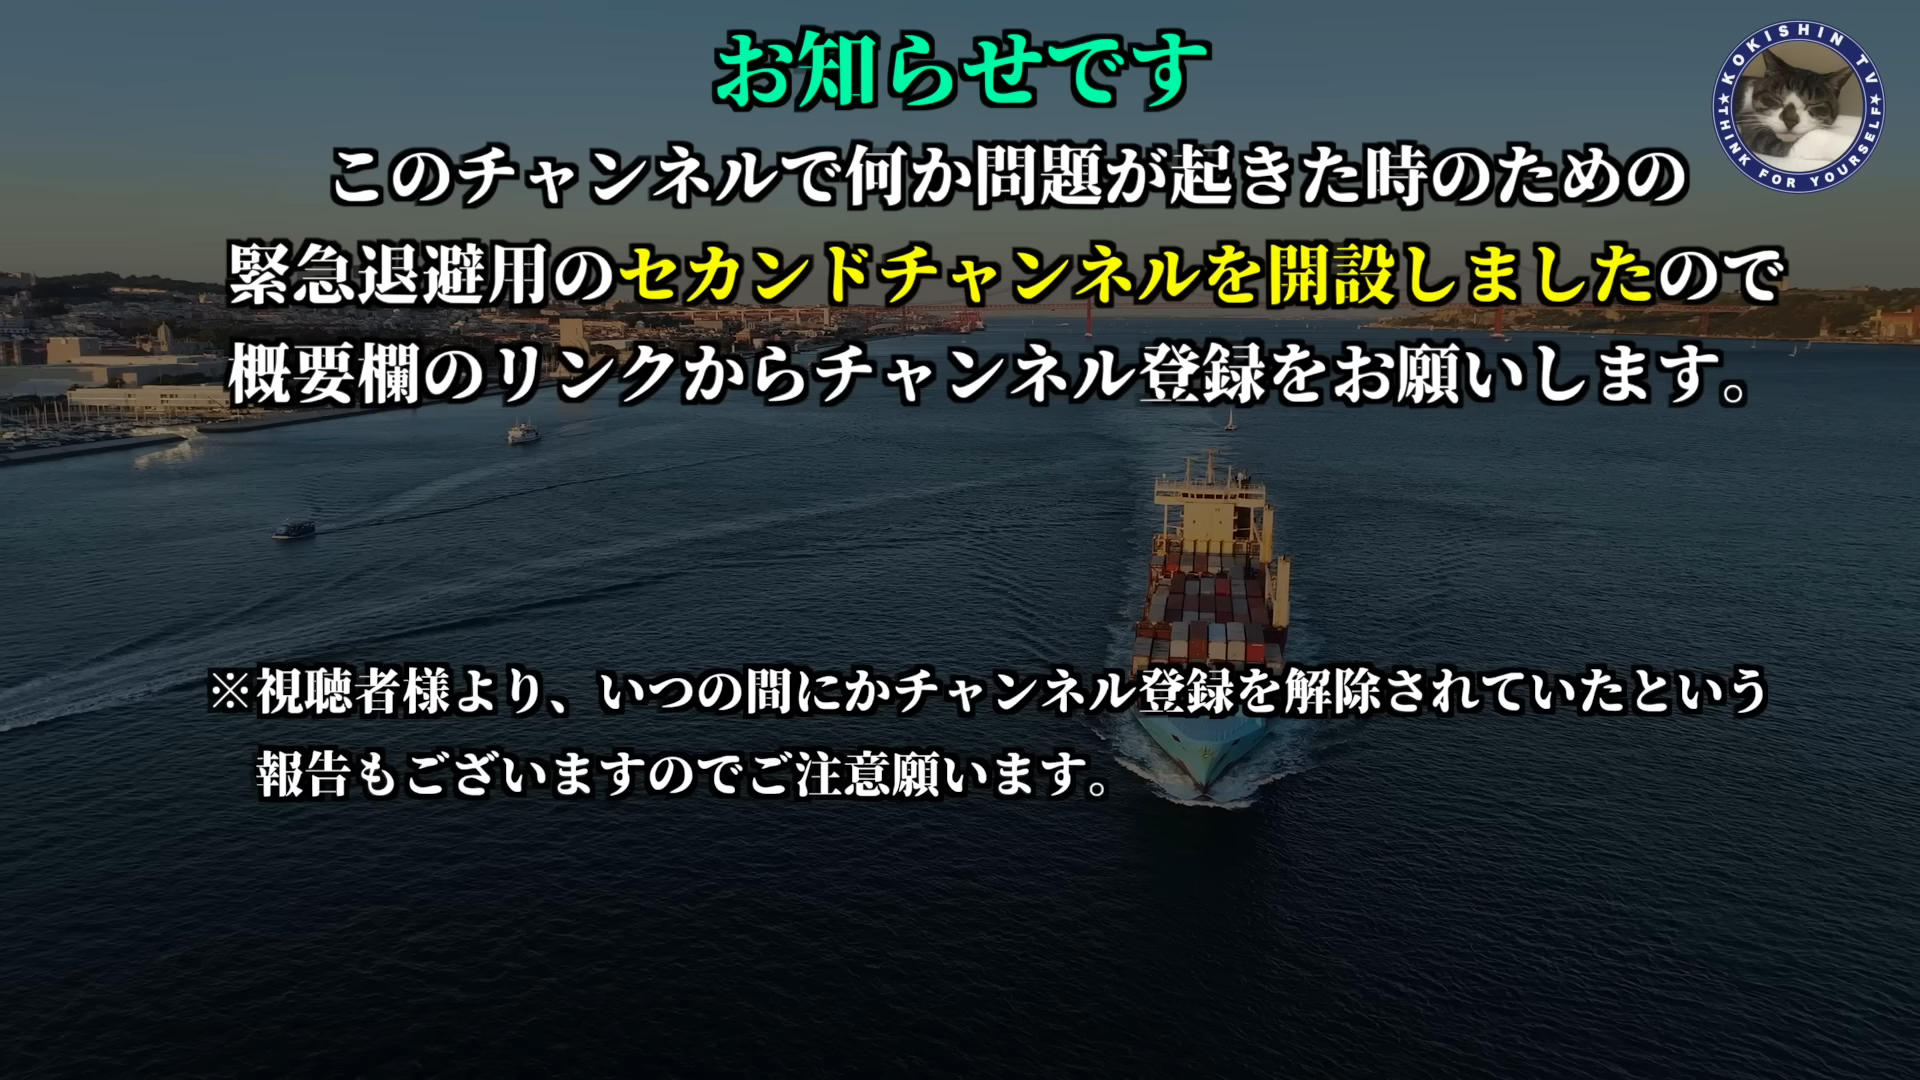 お知らせです
このチャンネルで何か問題が起きた時のための
緊急退避用のセカンドチャンネルを開設しましたので
概要欄のリンクからチャンネル登録をお願いします。
※視聴者様より、いつの間にかチャンネル登録を解除されていたという
報告もございますのでご注意願います。
KOKISHIN TV
★THINK FOR YOURSELF★